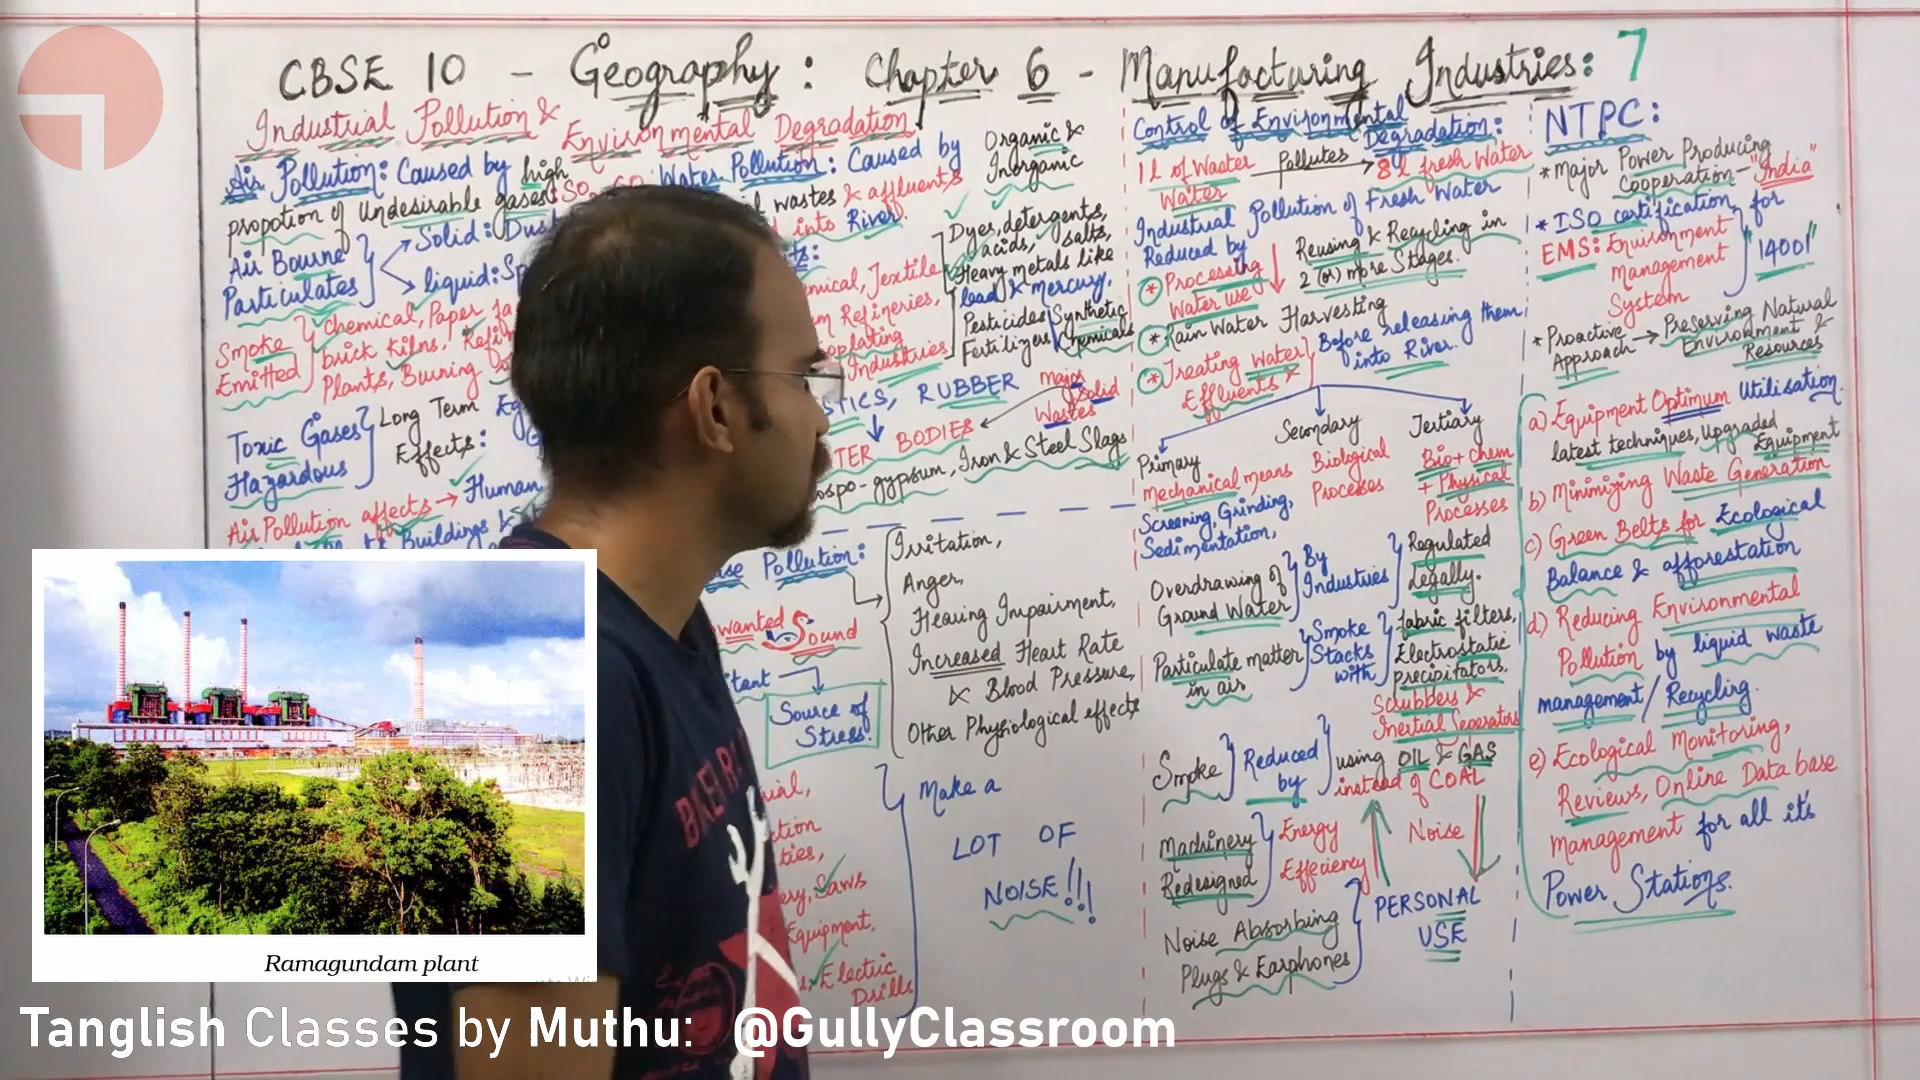 CBSE 10 - Geography: Chapter 6 - Manufacturing Industries: 7
Industrial Pollution &
Environmental Degradation
Air Pollution: Caused by high
propotion of undesirable gases: SO2
Air Bourne
Particulates
Solid: Dust
liquid:
Smoke
Emitted
Chemical, Paper
brick kilns,
Plants, Burning
Toxic Gases
Hazardous
Long Term
Effects:
Air Pollution affects → Human
Buildings &
Water Pollution: Caused by
Organic &
Inorganic
wastes & affluents
into River.
Dyes, detergents,
acids, salts,
Heavy metals like
lead & mercury,
Pesticides
Fertilizers
Synthetic
Chemicals
Textile
Refineries,
Industries
RUBBER
Major
Solid
Wastes
BODIES
gypsum, Iron & Steel Slags
Pollution:
Sound
Source of
Stress
Irritation,
Anger,
Hearing Impairment,
Increased Heart Rate
& Blood Pressure,
Other Physiological effects
Saws
Equipment,
Electric
Drills
Make a
LOT OF
NOISE!!!
Control of Environmental
Degradation:
1l of Waster
Water
Pollutes → 8l fresh Water
Industrial Pollution of Fresh Water
Reduced by
* Processing
Water use
Reusing & Recycling in
2 (or) more Stages.
* Rain Water Harvesting
* Treating Water
Effluents
Before releasing them
into River.
Primary
Mechanical means
Screening, Grinding,
Sedimentation,
Secondary
Biological
Processes
Tertiary
Bio + chem
+ Physical
Processes
Overdrawing of
Ground Water
By
Industries
Regulated
Legally.
Particulate matter
in air
Smoke
Stacks
with
fabric filters,
Electrostatic
precipitators,
Scrubbers &
Inertial Seperators
Smoke
Reduced
by
using OIL & GAS
instead of COAL
Machinery
Redesigned
Energy
Effeciency
Noise
Noise Absorbing
Plugs & Earphones
PERSONAL
USE
NTPC:
* Major Power Producing
Cooperation - "India"
* ISO certification for
EMS: Environment
Management
System
"14001"
* Proactive
Approach → Preserving Natural
Environment &
Resources
a) Equipment Optimum Utilisation
latest techniques, Upgraded
Equipment
b) Minimizing Waste Generation
c) Green Belts for Ecological
Balance & afforestation
d) Reducing Environmental
Pollution by liquid waste
management / Recycling.
e) Ecological Monitoring,
Reviews, Online Data base
Management for all it's
Power Stations.
Ramagundam plant
Tanglish Classes by Muthu: @GullyClassroom